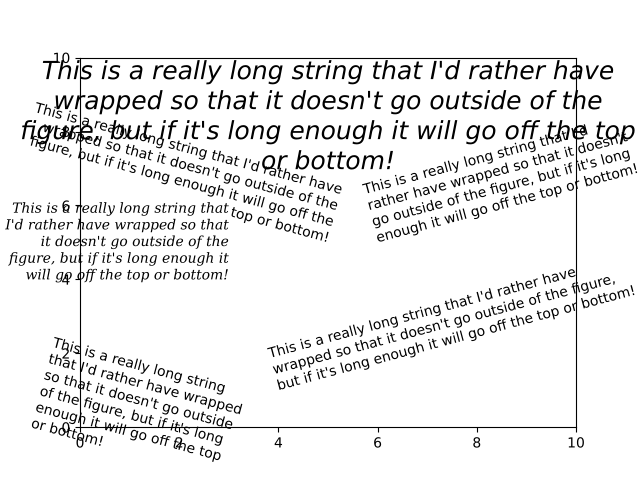 10
This is a really long string that I'd rather have
wrapped so that it doesn't go outside of the
figure, but if it's long enough it will go off the top
or bottom!
8
This is a really long string that I'd rather have
wrapped so that it doesn't go outside of the
figure, but if it's long enough it will go off the
top or bottom!
This is a really long string that I'd
rather have wrapped so that it doesn't
go outside of the figure, but if it's long
enough it will go off the top or bottom!
6
This is a really long string that
I'd rather have wrapped so that
it doesn't go outside of the
figure, but if it's long enough it
will go off the top or bottom!
4
This is a really long string that I'd rather have
wrapped so that it doesn't go outside of the figure,
but if it's long enough it will go off the top or bottom!
2
This is a really long string
that I'd rather have wrapped
so that it doesn't go outside
of the figure, but if it's long
enough it will go off the top
or bottom!
0
0 2 4 6 8 10